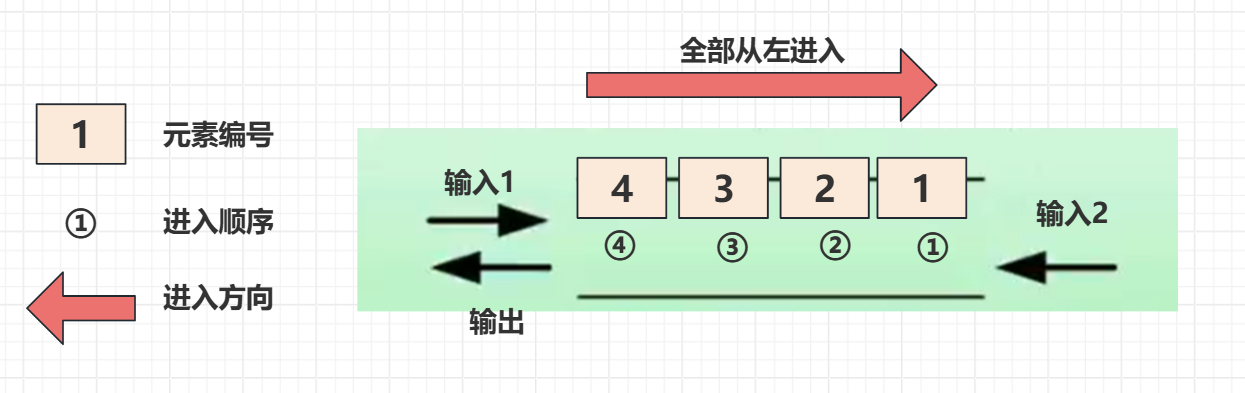 全部从左进入
1 元素编号
① 进入顺序
进入方向
输入1
4 3 2 1
④ ③ ② ①
输入2
输出